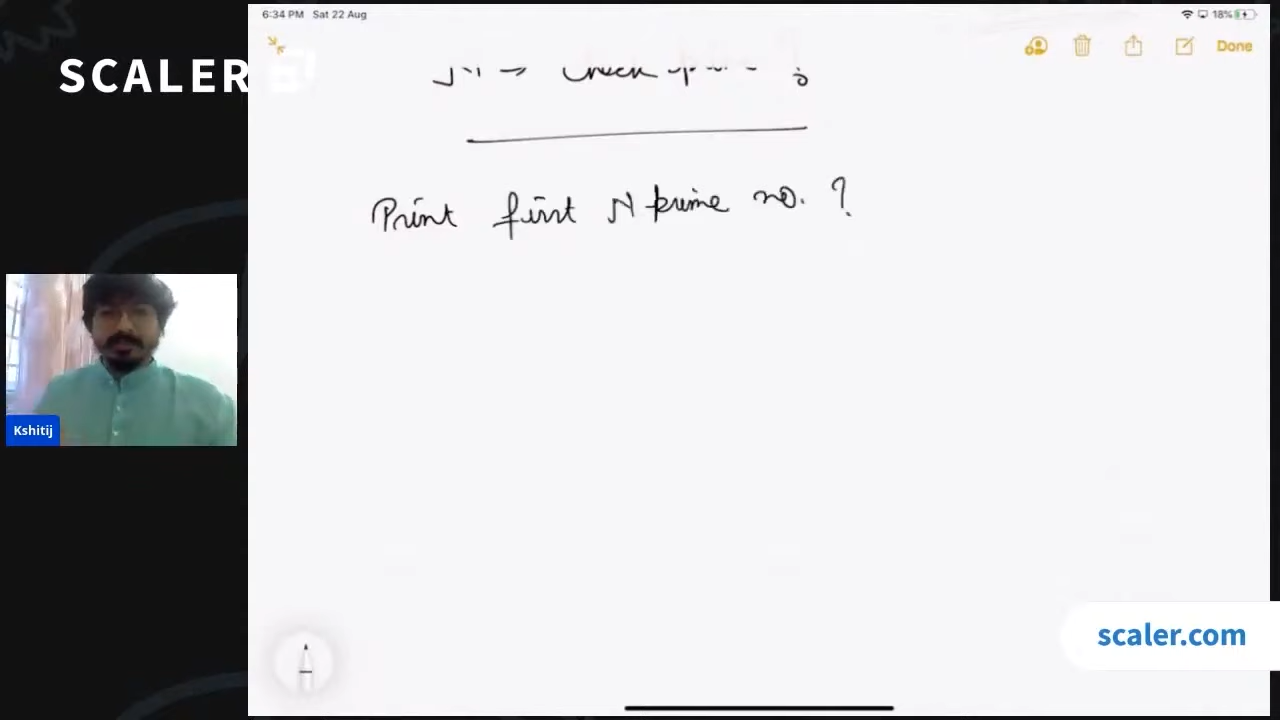 6:34 PM Sat 22 Aug
18%
SCALER
Done
Print first N prime no. ?
Kshitij
scaler.com